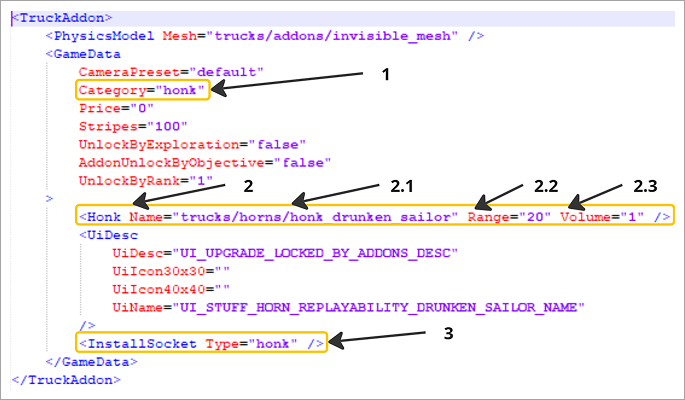 <TruckAddon>
<PhysicsModel Mesh="trucks/addons/invisible_mesh" />
<GameData
CameraPreset="default"
1
Category="honk"
Price="0"
Stripes="100"
UnlockByExploration="false"
AddonUnlockByObjective="false"
UnlockByRank="1"
2 2.1 2.2 2.3
>
<Honk Name="trucks/horns/honk_drunken_sailor" Range="20" Volume="1" />
<UiDesc
UiDesc="UI_UPGRADE_LOCKED_BY_ADDONS_DESC"
UiIcon30x30=""
UiIcon40x40=""
UiName="UI_STUFF_HORN_REPLAYABILITY_DRUNKEN_SAILOR_NAME"
/>
3
<InstallSocket Type="honk" />
</GameData>
</TruckAddon>